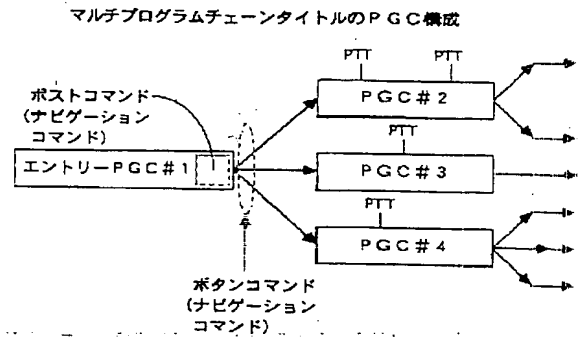 マルチプログラムチェーンタイトルのPGC構成
PTT PTT
ポストコマンド
(ナビゲーション
コマンド)
PGC#2
PTT
エントリーPGC#1
PGC#3
PTT
PGC#4
ボタンコマンド
(ナビゲーション
コマンド)